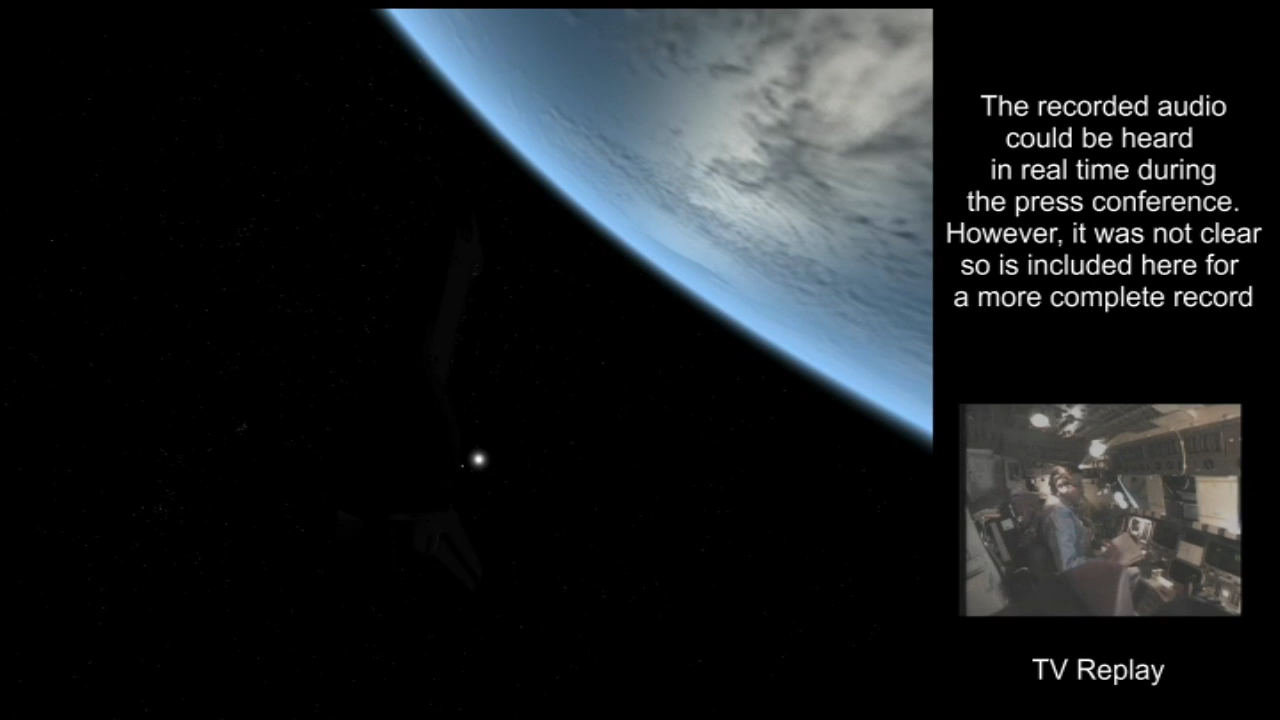 The recorded audio
could be heard
in real time during
the press conference.
However, it was not clear
so is included here for
a more complete record
TV Replay